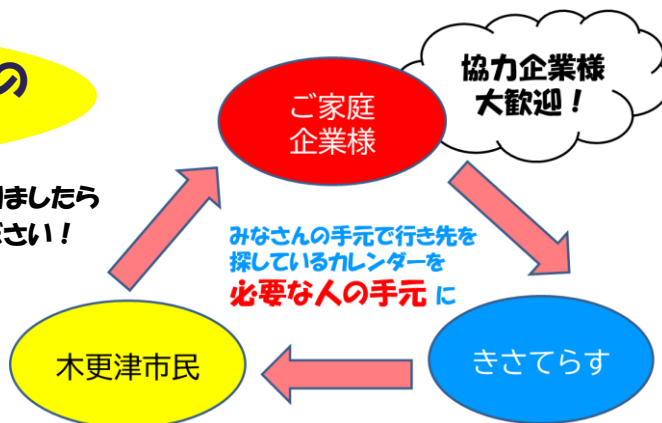 の
協力企業様
大歓迎！
ご家庭
企業様
ましたら
ださい！
みなさんの手元で行き先を
探しているカレンダーを
必要な人の手元 に
木更津市民
きさてらす